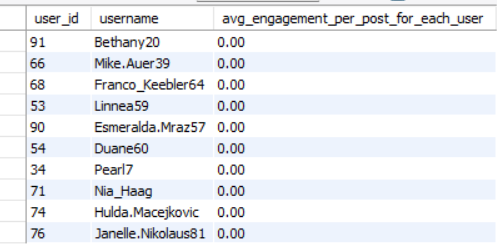 user_id username avg_engagement_per_post_for_each_user
91 Bethany20 0.00
66 Mike.Auer39 0.00
68 Franco_Keebler64 0.00
53 Linnea59 0.00
90 Esmeralda.Mraz57 0.00
54 Duane60 0.00
34 Pearl7 0.00
71 Nia_Haag 0.00
74 Hulda.Macejkovic 0.00
76 Janelle.Nikolaus81 0.00